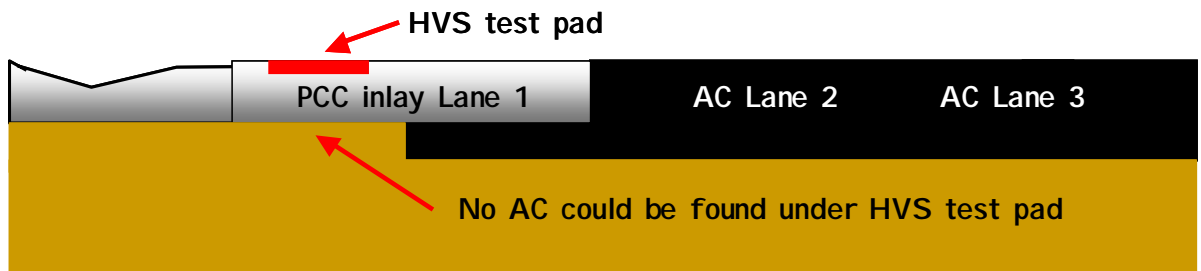 HVS test pad
PCC inlay Lane 1
AC Lane 2
AC Lane 3
No AC could be found under HVS test pad